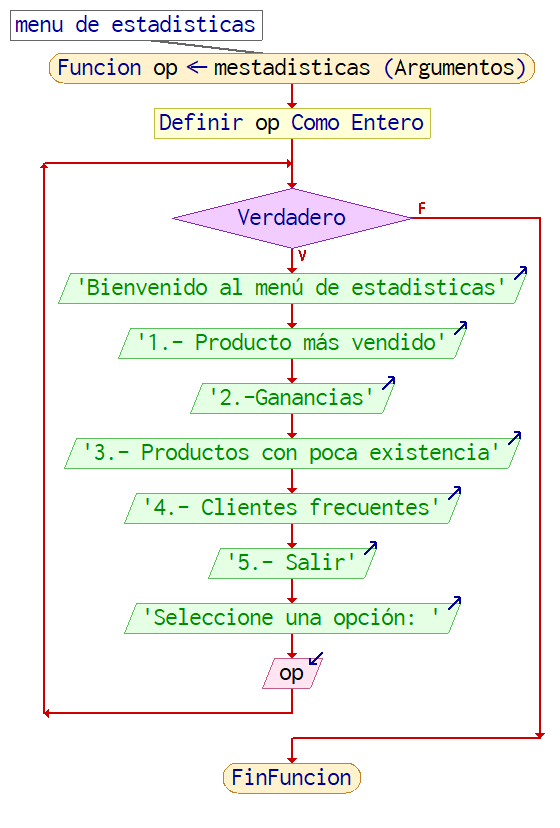 menu de estadisticas
Funcion op ← mestadisticas (Argumentos)
Definir op Como Entero
Verdadero
F
V
'Bienvenido al menú de estadisticas'
'1.- Producto más vendido'
'2.-Ganancias'
'3.- Productos con poca existencia'
'4.- Clientes frecuentes'
'5.- Salir'
'Seleccione una opción: '
op
FinFuncion